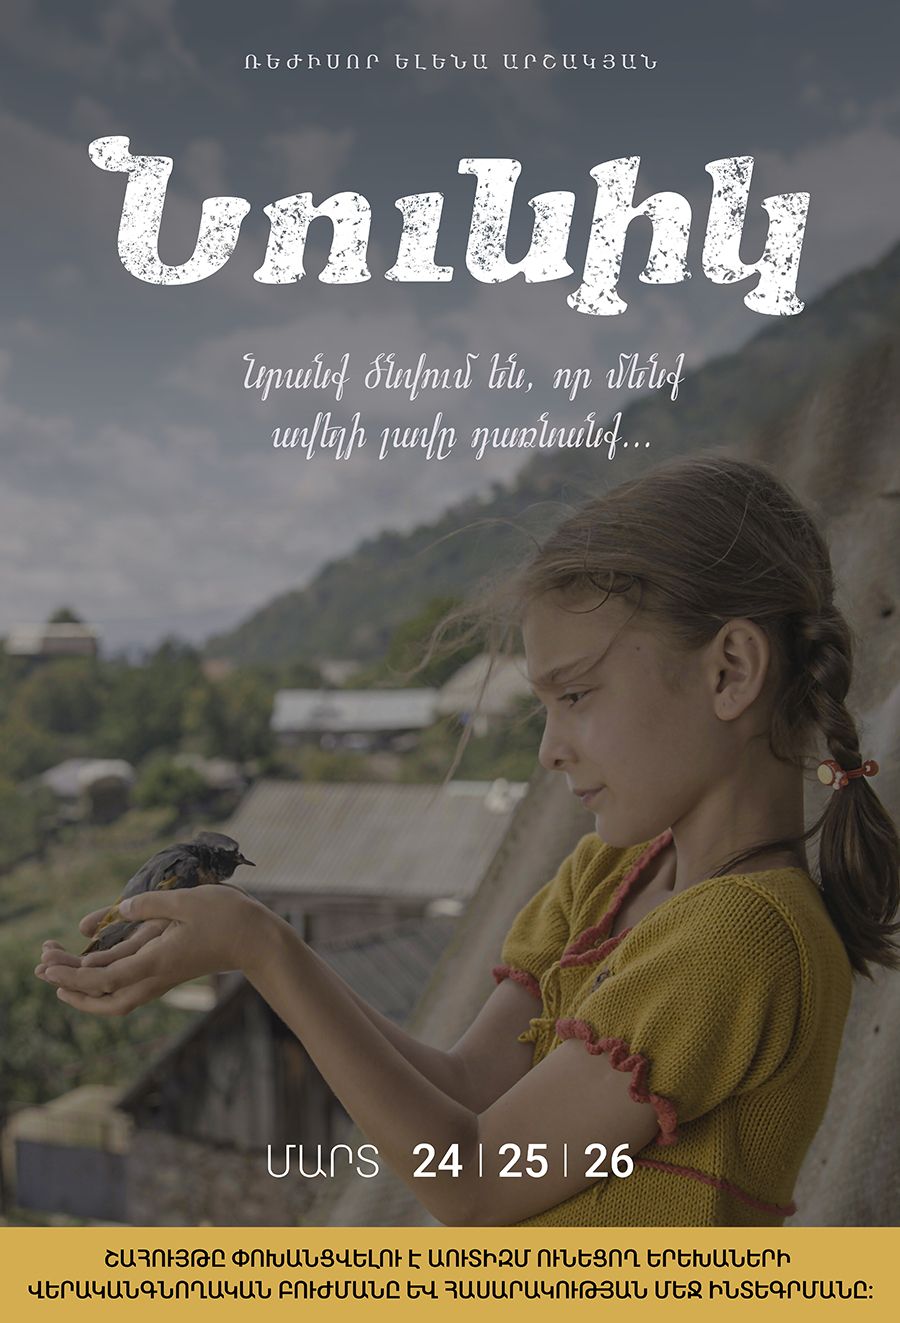 ՌԵԺԻՍՈՐ ԵԼԵՆԱ ԱՐՇԱԿՅԱՆ
Նունիկ
Նրանք ծնվում են, որ մենք
ավելի լավը դառնանք...
ՄԱՐՏ 24 | 25 | 26
ՇԱՀՈՒՅԹԸ ՓՈԽԱՆՑՎԵԼՈՒ Է ԱՈՒՏԻԶՄ ՈՒՆԵՑՈՂ ԵՐԵԽԱՆԵՐԻ
ՎԵՐԱԿԱՆԳՆՈՂԱԿԱՆ ԲՈՒԺՄԱՆԸ ԵՎ ՀԱՍԱՐԱԿՈՒԹՅԱՆ ՄԵՋ ԻՆՏԵԳՐՄԱՆԸ: